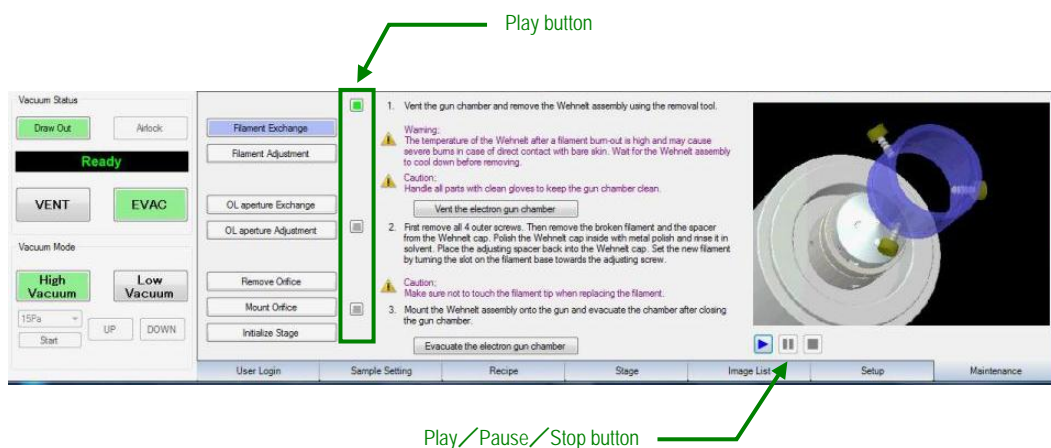 Play button
Vacuum Status
Draw Out
Airlock
Ready
VENT
EVAC
Vacuum Mode
High
Vacuum
Low
Vacuum
15Pa
Start
UP
DOWN
Filament Exchange
Filament Adjustment
OL aperture Exchange
OL aperture Adjustment
Remove Orifice
Mount Orifice
Initialize Stage
1. Vent the gun chamber and remove the Wehnelt assembly using the removal tool.
Warning;
The temperature of the Wehnelt after a filament burn-out is high and may cause
severe burns in case of direct contact with bare skin. Wait for the Wehnelt assembly
to cool down before removing.
Caution;
Handle all parts with clean gloves to keep the gun chamber clean.
Vent the electron gun chamber
2. First remove all 4 outer screws. Then remove the broken filament and the spacer
from the Wehnelt cap. Polish the Wehnelt cap inside with metal polish and rinse it in
solvent. Place the adjusting spacer back into the Wehnelt cap. Set the new filament
by turning the slot on the filament base towards the adjusting screw.
Caution;
Make sure not to touch the filament tip when replacing the filament.
3. Mount the Wehnelt assembly onto the gun and evacuate the chamber after closing
the gun chamber.
Evacuate the electron gun chamber
User Login
Sample Setting
Recipe
Stage
Image List
Setup
Maintenance
Play／Pause／Stop button